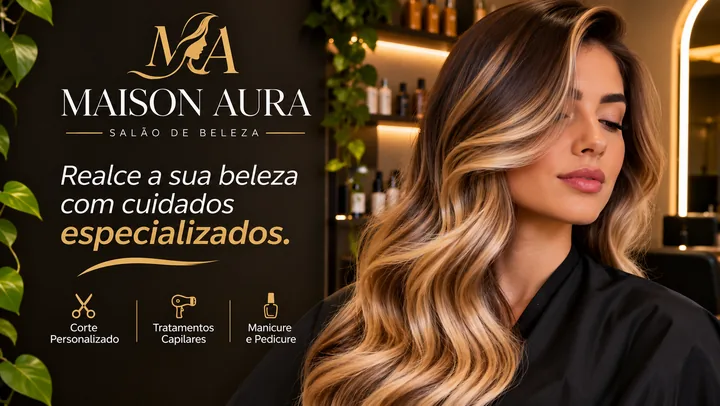 MA
MAISON AURA
SALÃO DE BELEZA
Realce a sua beleza
com cuidados
especializados.
Corte
Personalizado
Tratamentos
Capilares
Manicure
e Pedicure